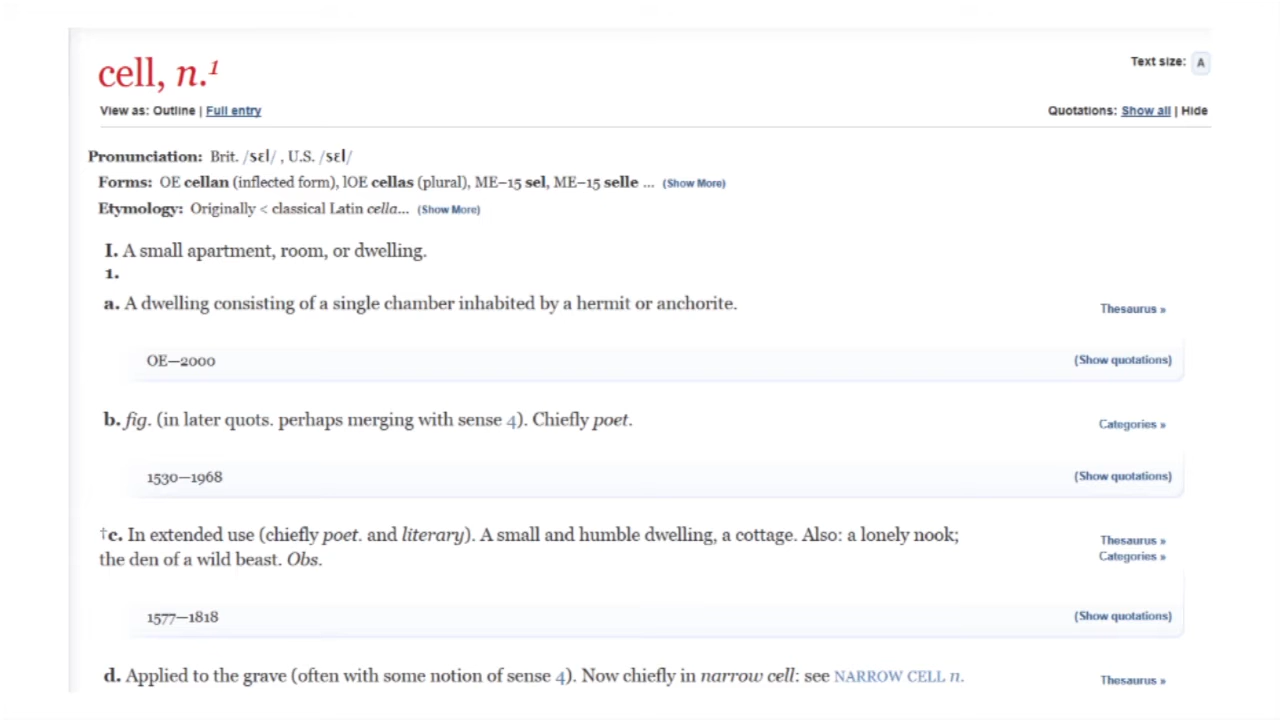 cell, n.¹
Text size: A
View as: Outline | Full entry
Quotations: Show all | Hide
Pronunciation: Brit. /sɛl/ , U.S. /sɛl/
Forms: OE cellan (inflected form), lOE cellas (plural), ME–15 sel, ME–15 selle ... (Show More)
Etymology: Originally < classical Latin cella... (Show More)
I. A small apartment, room, or dwelling.
1.
a. A dwelling consisting of a single chamber inhabited by a hermit or anchorite.
Thesaurus »
OE—2000
(Show quotations)
b. fig. (in later quots. perhaps merging with sense 4). Chiefly poet.
Categories »
1530—1968
(Show quotations)
†c. In extended use (chiefly poet. and literary). A small and humble dwelling, a cottage. Also: a lonely nook;
the den of a wild beast. Obs.
Thesaurus »
Categories »
1577—1818
(Show quotations)
d. Applied to the grave (often with some notion of sense 4). Now chiefly in narrow cell: see NARROW CELL n.
Thesaurus »